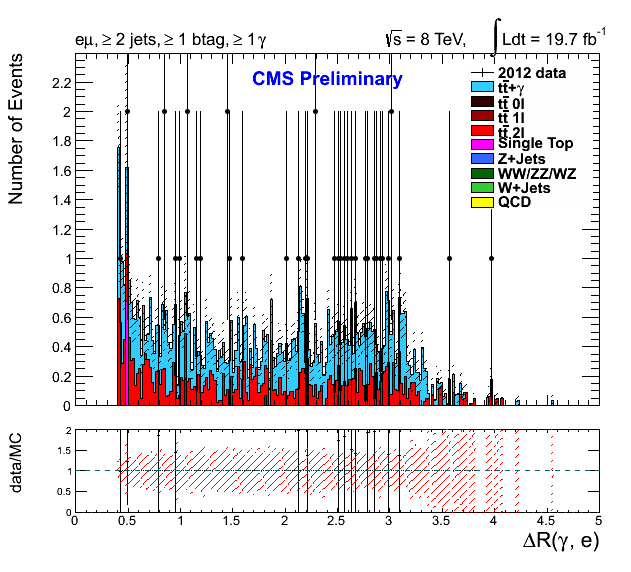 eμ, ≥ 2 jets, ≥ 1 btag, ≥ 1 γ
√s = 8 TeV, ∫ Ldt = 19.7 fb⁻¹
CMS Preliminary
Number of Events
2012 data
tt̄+γ
tt̄ 0l
tt̄ 1l
tt̄ 2l
Single Top
Z+Jets
WW/ZZ/WZ
W+Jets
QCD
2.2
2
1.8
1.6
1.4
1.2
1
0.8
0.6
0.4
0.2
0
data/MC
2
1.5
1
0.5
0
0 0.5 1 1.5 2 2.5 3 3.5 4 4.5 5
ΔR(γ, e)